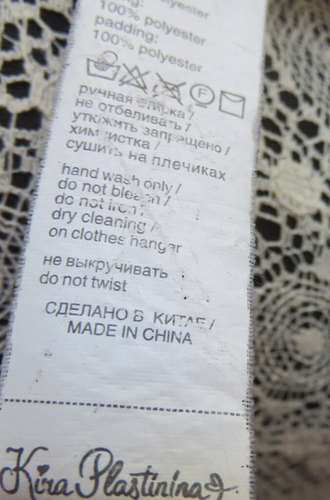 polyester
100% polyester
padding:
100% polyester
F
ручная стирка /
не отбеливать /
утюжить запрещено /
химчистка /
сушить на плечиках
hand wash only /
do not bleach /
do not iron /
dry cleaning /
on clothes hangar
не выкручивать
do not twist
СДЕЛАНО В КИТАЕ /
MADE IN CHINA
Kira Plastinina